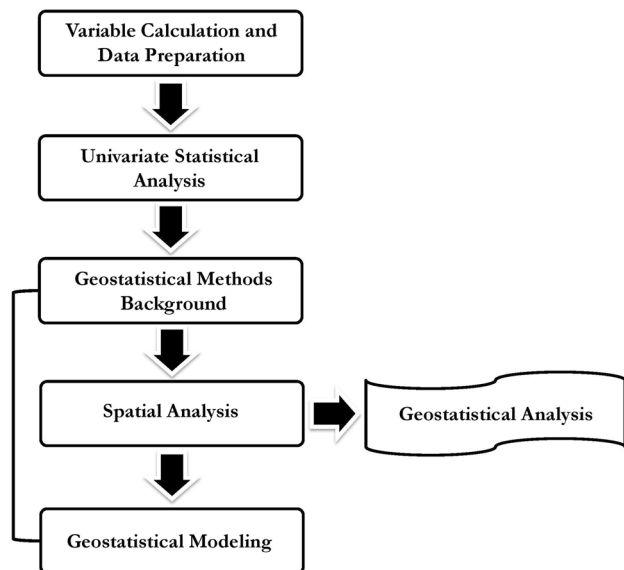 Variable Calculation and
Data Preparation
Univariate Statistical
Analysis
Geostatistical Methods
Background
Spatial Analysis
Geostatistical Analysis
Geostatistical Modeling